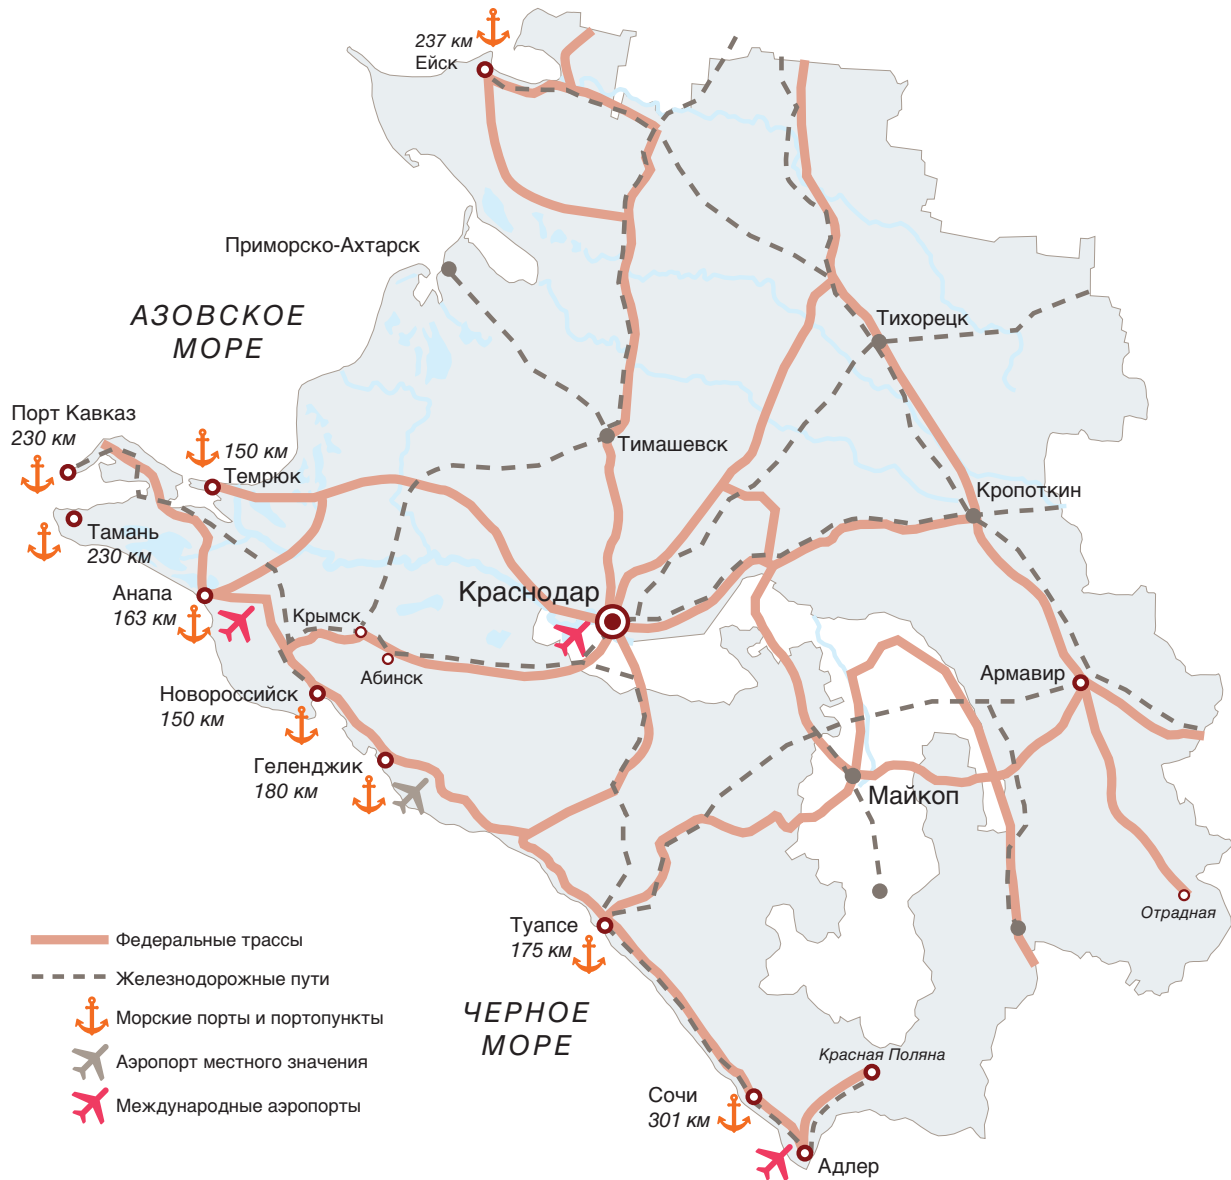 237 км
Ейск
Приморско-Ахтарск
АЗОВСКОЕ
МОРЕ
Тихорецк
Порт Кавказ
230 км
150 км
Темрюк
Тимашевск
Кропоткин
Тамань
230 км
Краснодар
Анапа
163 км
Крымск
Абинск
Армавир
Новороссийск
150 км
Геленджик
180 км
Майкоп
Отрадная
Туапсе
175 км
ЧЕРНОЕ
МОРЕ
Красная Поляна
Сочи
301 км
Адлер
Федеральные трассы
Железнодорожные пути
Морские порты и портопункты
Аэропорт местного значения
Международные аэропорты